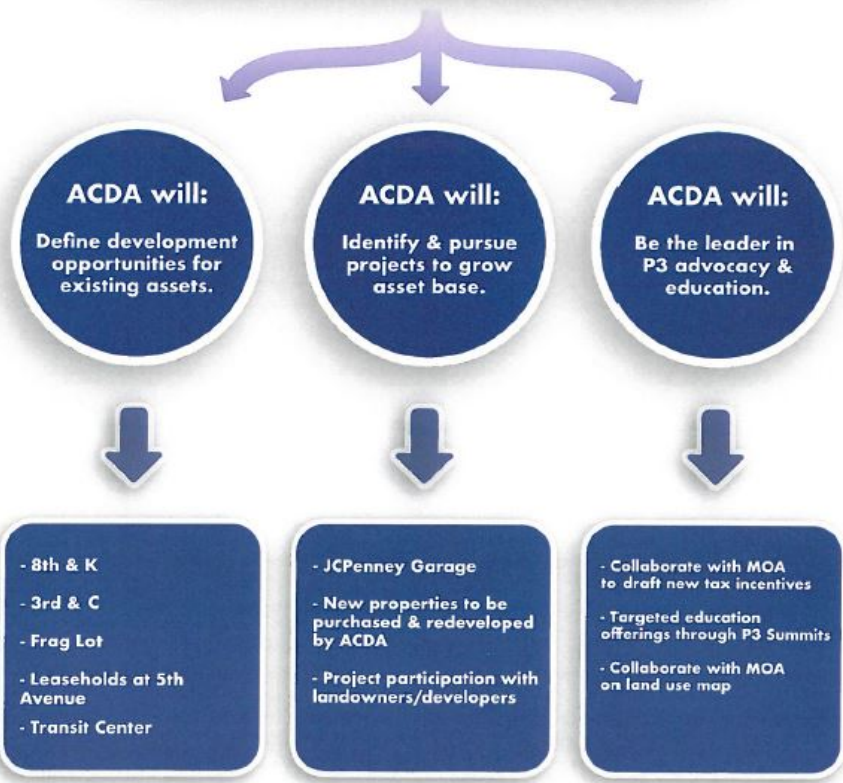 ACDA will:
Define development
opportunities for
existing assets.
ACDA will:
Identify & pursue
projects to grow
asset base.
ACDA will:
Be the leader in
P3 advocacy &
education.
- 8th & K
- 3rd & C
- Frag Lot
- Leaseholds at 5th
Avenue
- Transit Center
- JCPenney Garage
- New properties to be
purchased & redeveloped
by ACDA
- Project participation with
landowners/developers
- Collaborate with MOA
to draft new tax incentives
- Targeted education
offerings through P3 Summits
- Collaborate with MOA
on land use map